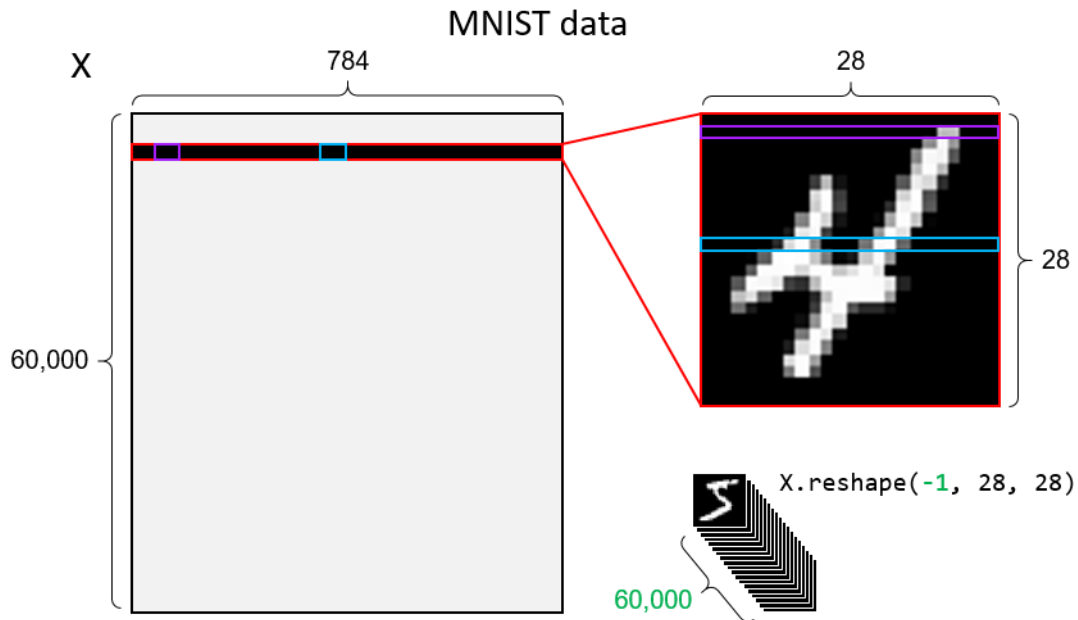 MNIST data
X
784
28
60,000
28
X.reshape(-1, 28, 28)
60,000